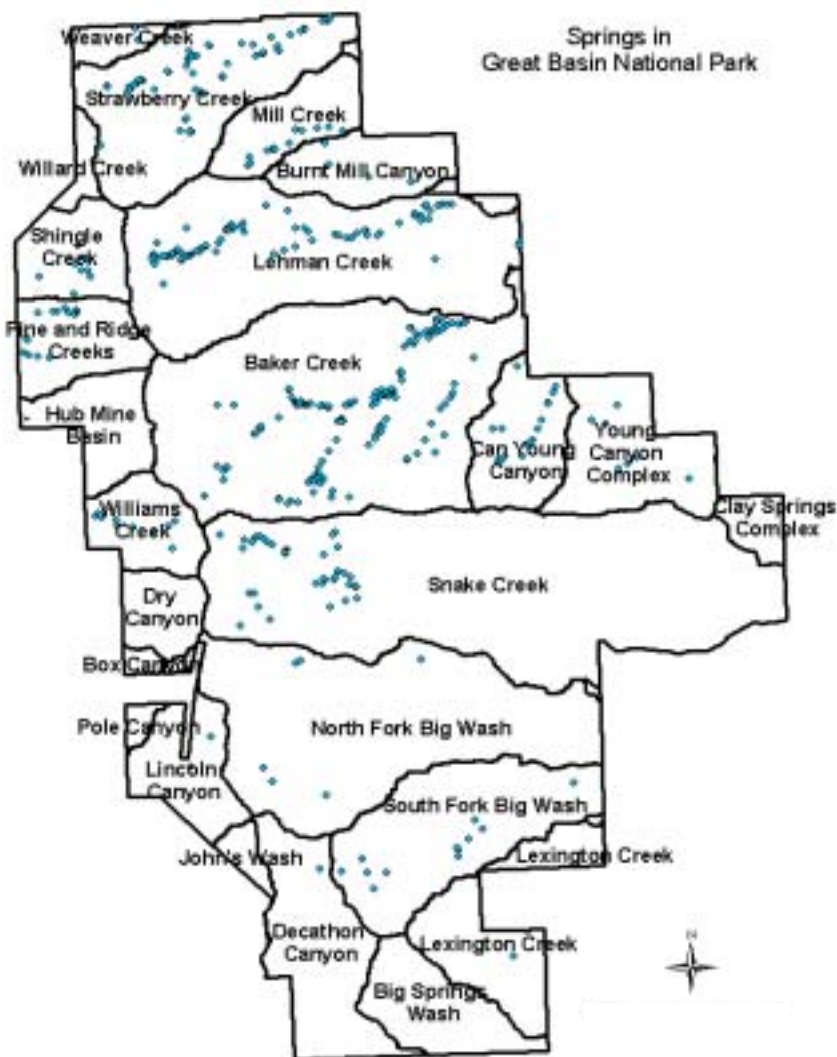 Springs in
Great Basin National Park
Weaver Creek
Strawberry Creek
Mill Creek
Willard Creek
Burnt Mill Canyon
Shingle
Creek
Lehman Creek
Pine and Ridge
Creeks
Baker Creek
Hub Mine
Basin
Can Young
Canyon
Young
Canyon
Complex
Williams
Creek
Clay Springs
Complex
Snake Creek
Dry
Canyon
Box Canyon
Pole Canyon
North Fork Big Wash
Lincoln
Canyon
South Fork Big Wash
John's Wash
Lexington Creek
Decathon
Canyon
Lexington Creek
Big Springs
Wash
N